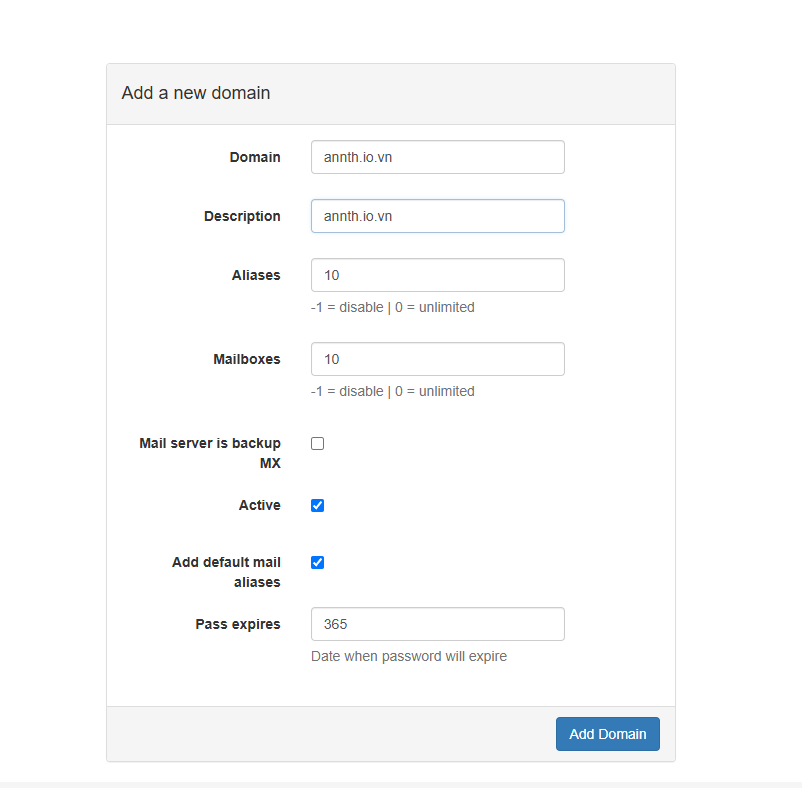 Add a new domain
Domain
annth.io.vn
Description
annth.io.vn
Aliases
10
-1 = disable | 0 = unlimited
Mailboxes
10
-1 = disable | 0 = unlimited
Mail server is backup
MX
Active
Add default mail
aliases
Pass expires
365
Date when password will expire
Add Domain